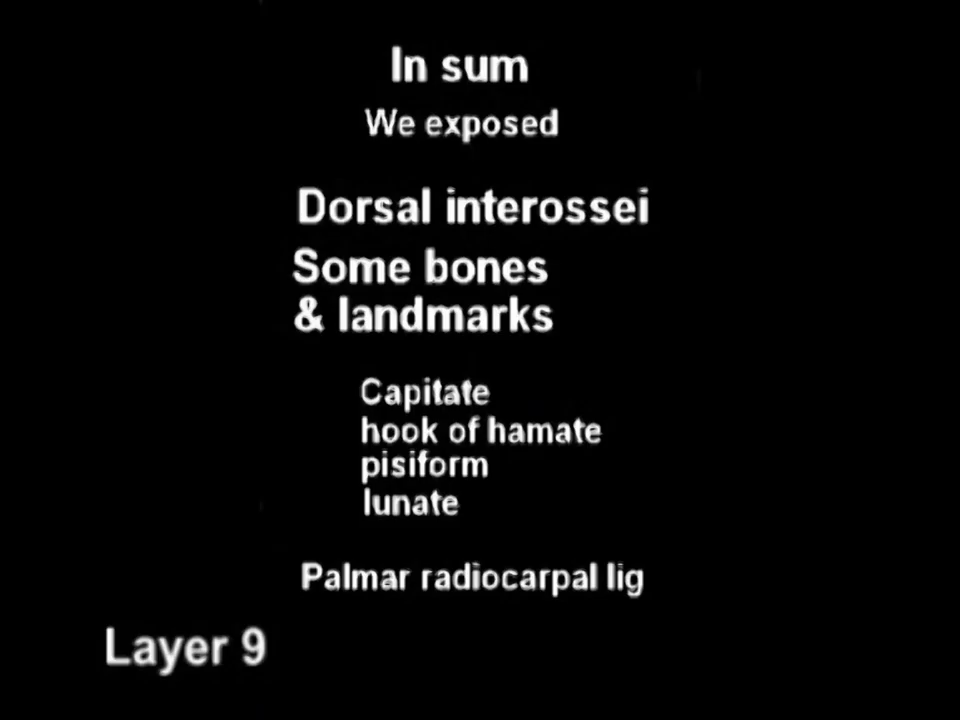 In sum
We exposed
Dorsal interossei
Some bones
& landmarks
Capitate
hook of hamate
pisiform
lunate
Palmar radiocarpal lig
Layer 9